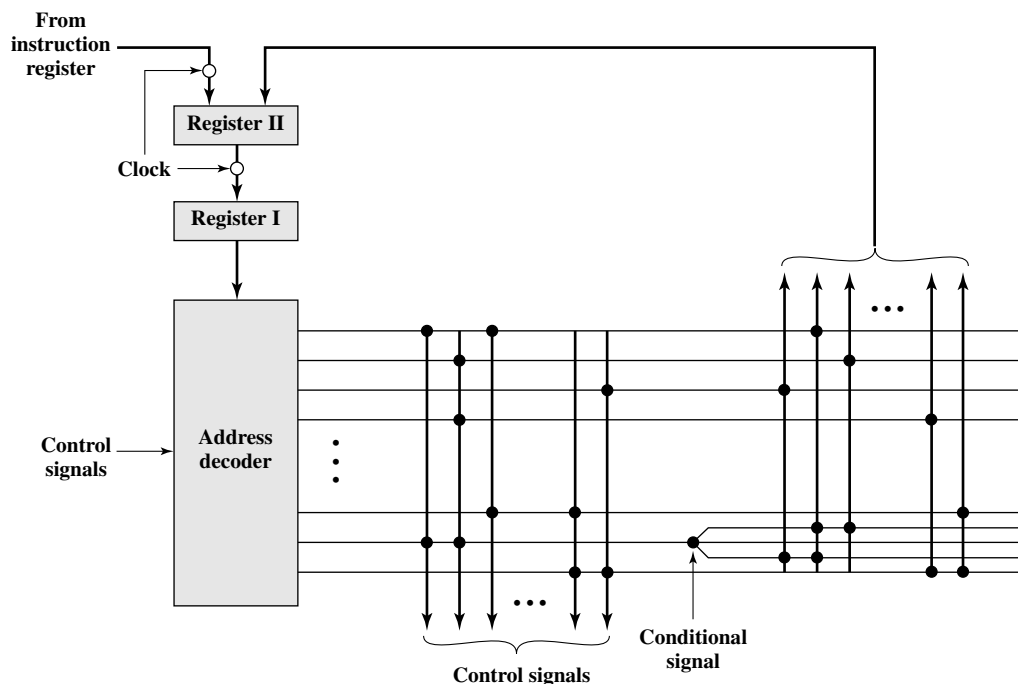 From
instruction
register
Register II
Clock
Register I
Address
decoder
Control
signals
Conditional
signal
Control signals